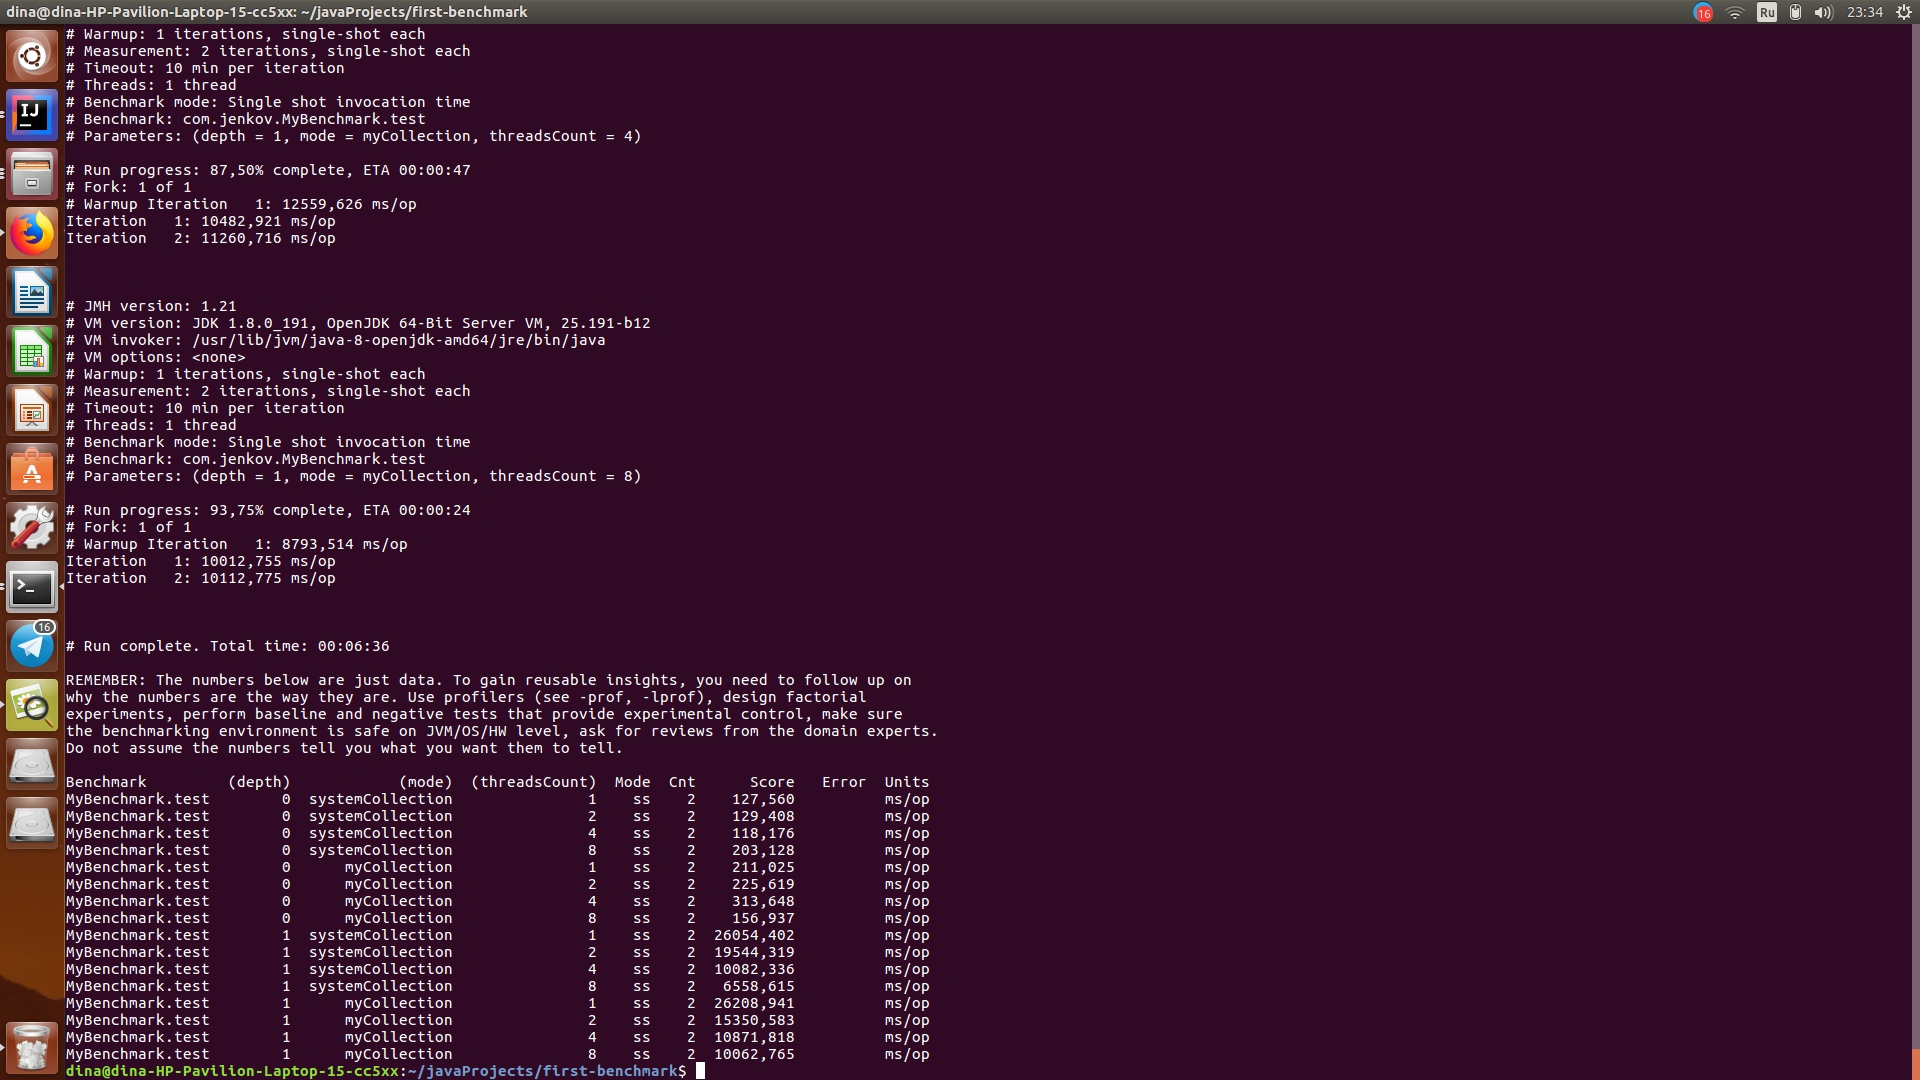 dina@dina-HP-Pavilion-Laptop-15-cc5xx: ~/javaProjects/first-benchmark
16 Ru 23:34
# Warmup: 1 iterations, single-shot each
# Measurement: 2 iterations, single-shot each
# Timeout: 10 min per iteration
# Threads: 1 thread
# Benchmark mode: Single shot invocation time
# Benchmark: com.jenkov.MyBenchmark.test
# Parameters: (depth = 1, mode = myCollection, threadsCount = 4)
# Run progress: 87,50% complete, ETA 00:00:47
# Fork: 1 of 1
# Warmup Iteration   1: 12559,626 ms/op
Iteration   1: 10482,921 ms/op
Iteration   2: 11260,716 ms/op
# JMH version: 1.21
# VM version: JDK 1.8.0_191, OpenJDK 64-Bit Server VM, 25.191-b12
# VM invoker: /usr/lib/jvm/java-8-openjdk-amd64/jre/bin/java
# VM options: <none>
# Warmup: 1 iterations, single-shot each
# Measurement: 2 iterations, single-shot each
# Timeout: 10 min per iteration
# Threads: 1 thread
# Benchmark mode: Single shot invocation time
# Benchmark: com.jenkov.MyBenchmark.test
# Parameters: (depth = 1, mode = myCollection, threadsCount = 8)
# Run progress: 93,75% complete, ETA 00:00:24
# Fork: 1 of 1
# Warmup Iteration   1: 8793,514 ms/op
Iteration   1: 10012,755 ms/op
Iteration   2: 10112,775 ms/op
# Run complete. Total time: 00:06:36
REMEMBER: The numbers below are just data. To gain reusable insights, you need to follow up on
why the numbers are the way they are. Use profilers (see -prof, -lprof), design factorial
experiments, perform baseline and negative tests that provide experimental control, make sure
the benchmarking environment is safe on JVM/OS/HW level, ask for reviews from the domain experts.
Do not assume the numbers tell you what you want them to tell.
Benchmark (depth) (mode) (threadsCount) Mode Cnt Score Error Units
MyBenchmark.test 0 systemCollection 1 ss 2 127,560 ms/op
MyBenchmark.test 0 systemCollection 2 ss 2 129,408 ms/op
MyBenchmark.test 0 systemCollection 4 ss 2 118,176 ms/op
MyBenchmark.test 0 systemCollection 8 ss 2 203,128 ms/op
MyBenchmark.test 0 myCollection 1 ss 2 211,025 ms/op
MyBenchmark.test 0 myCollection 2 ss 2 225,619 ms/op
MyBenchmark.test 0 myCollection 4 ss 2 313,648 ms/op
MyBenchmark.test 0 myCollection 8 ss 2 156,937 ms/op
MyBenchmark.test 1 systemCollection 1 ss 2 26054,402 ms/op
MyBenchmark.test 1 systemCollection 2 ss 2 19544,319 ms/op
MyBenchmark.test 1 systemCollection 4 ss 2 10082,336 ms/op
MyBenchmark.test 1 systemCollection 8 ss 2 6558,615 ms/op
MyBenchmark.test 1 myCollection 1 ss 2 26208,941 ms/op
MyBenchmark.test 1 myCollection 2 ss 2 15350,583 ms/op
MyBenchmark.test 1 myCollection 4 ss 2 10871,818 ms/op
MyBenchmark.test 1 myCollection 8 ss 2 10062,765 ms/op
dina@dina-HP-Pavilion-Laptop-15-cc5xx:~/javaProjects/first-benchmark$
IJ
A
>_
16